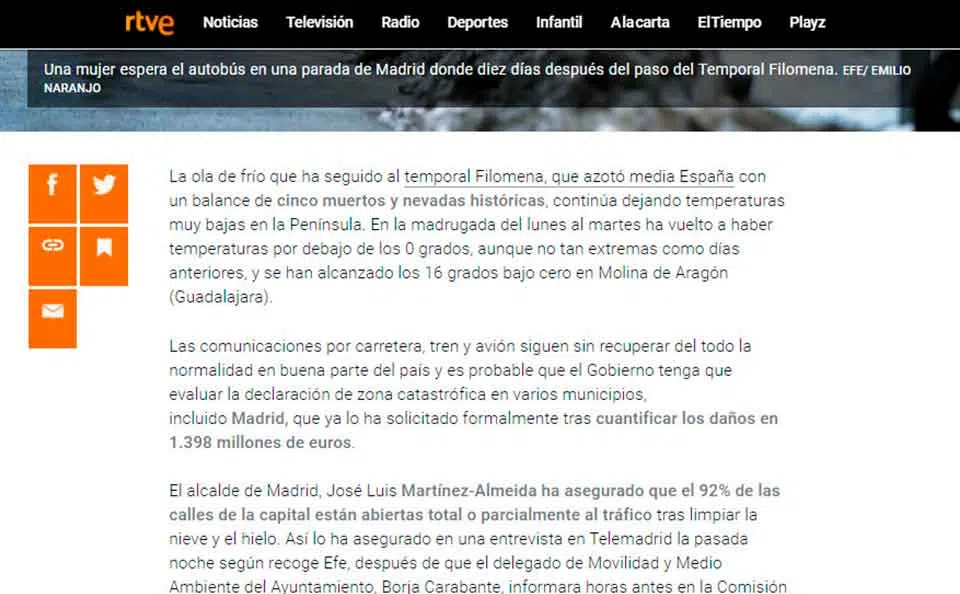 rtve Noticias Televisión Radio Deportes Infantil A la carta El Tiempo Playz
Una mujer espera el autobús en una parada de Madrid donde diez días después del paso del Temporal Filomena. EFE/ EMILIO
NARANJO
La ola de frío que ha seguido al temporal Filomena, que azotó media España con
un balance de cinco muertos y nevadas históricas, continúa dejando temperaturas
muy bajas en la Península. En la madrugada del lunes al martes ha vuelto a haber
temperaturas por debajo de los 0 grados, aunque no tan extremas como días
anteriores, y se han alcanzado los 16 grados bajo cero en Molina de Aragón
(Guadalajara).
Las comunicaciones por carretera, tren y avión siguen sin recuperar del todo la
normalidad en buena parte del país y es probable que el Gobierno tenga que
evaluar la declaración de zona catastrófica en varios municipios,
incluido Madrid, que ya lo ha solicitado formalmente tras cuantificar los daños en
1.398 millones de euros.
El alcalde de Madrid, José Luis Martínez-Almeida ha asegurado que el 92% de las
calles de la capital están abiertas total o parcialmente al tráfico tras limpiar la
nieve y el hielo. Así lo ha asegurado en una entrevista en Telemadrid la pasada
noche según recoge Efe, después de que el delegado de Movilidad y Medio
Ambiente del Ayuntamiento, Borja Carabante, informara horas antes en la Comisión